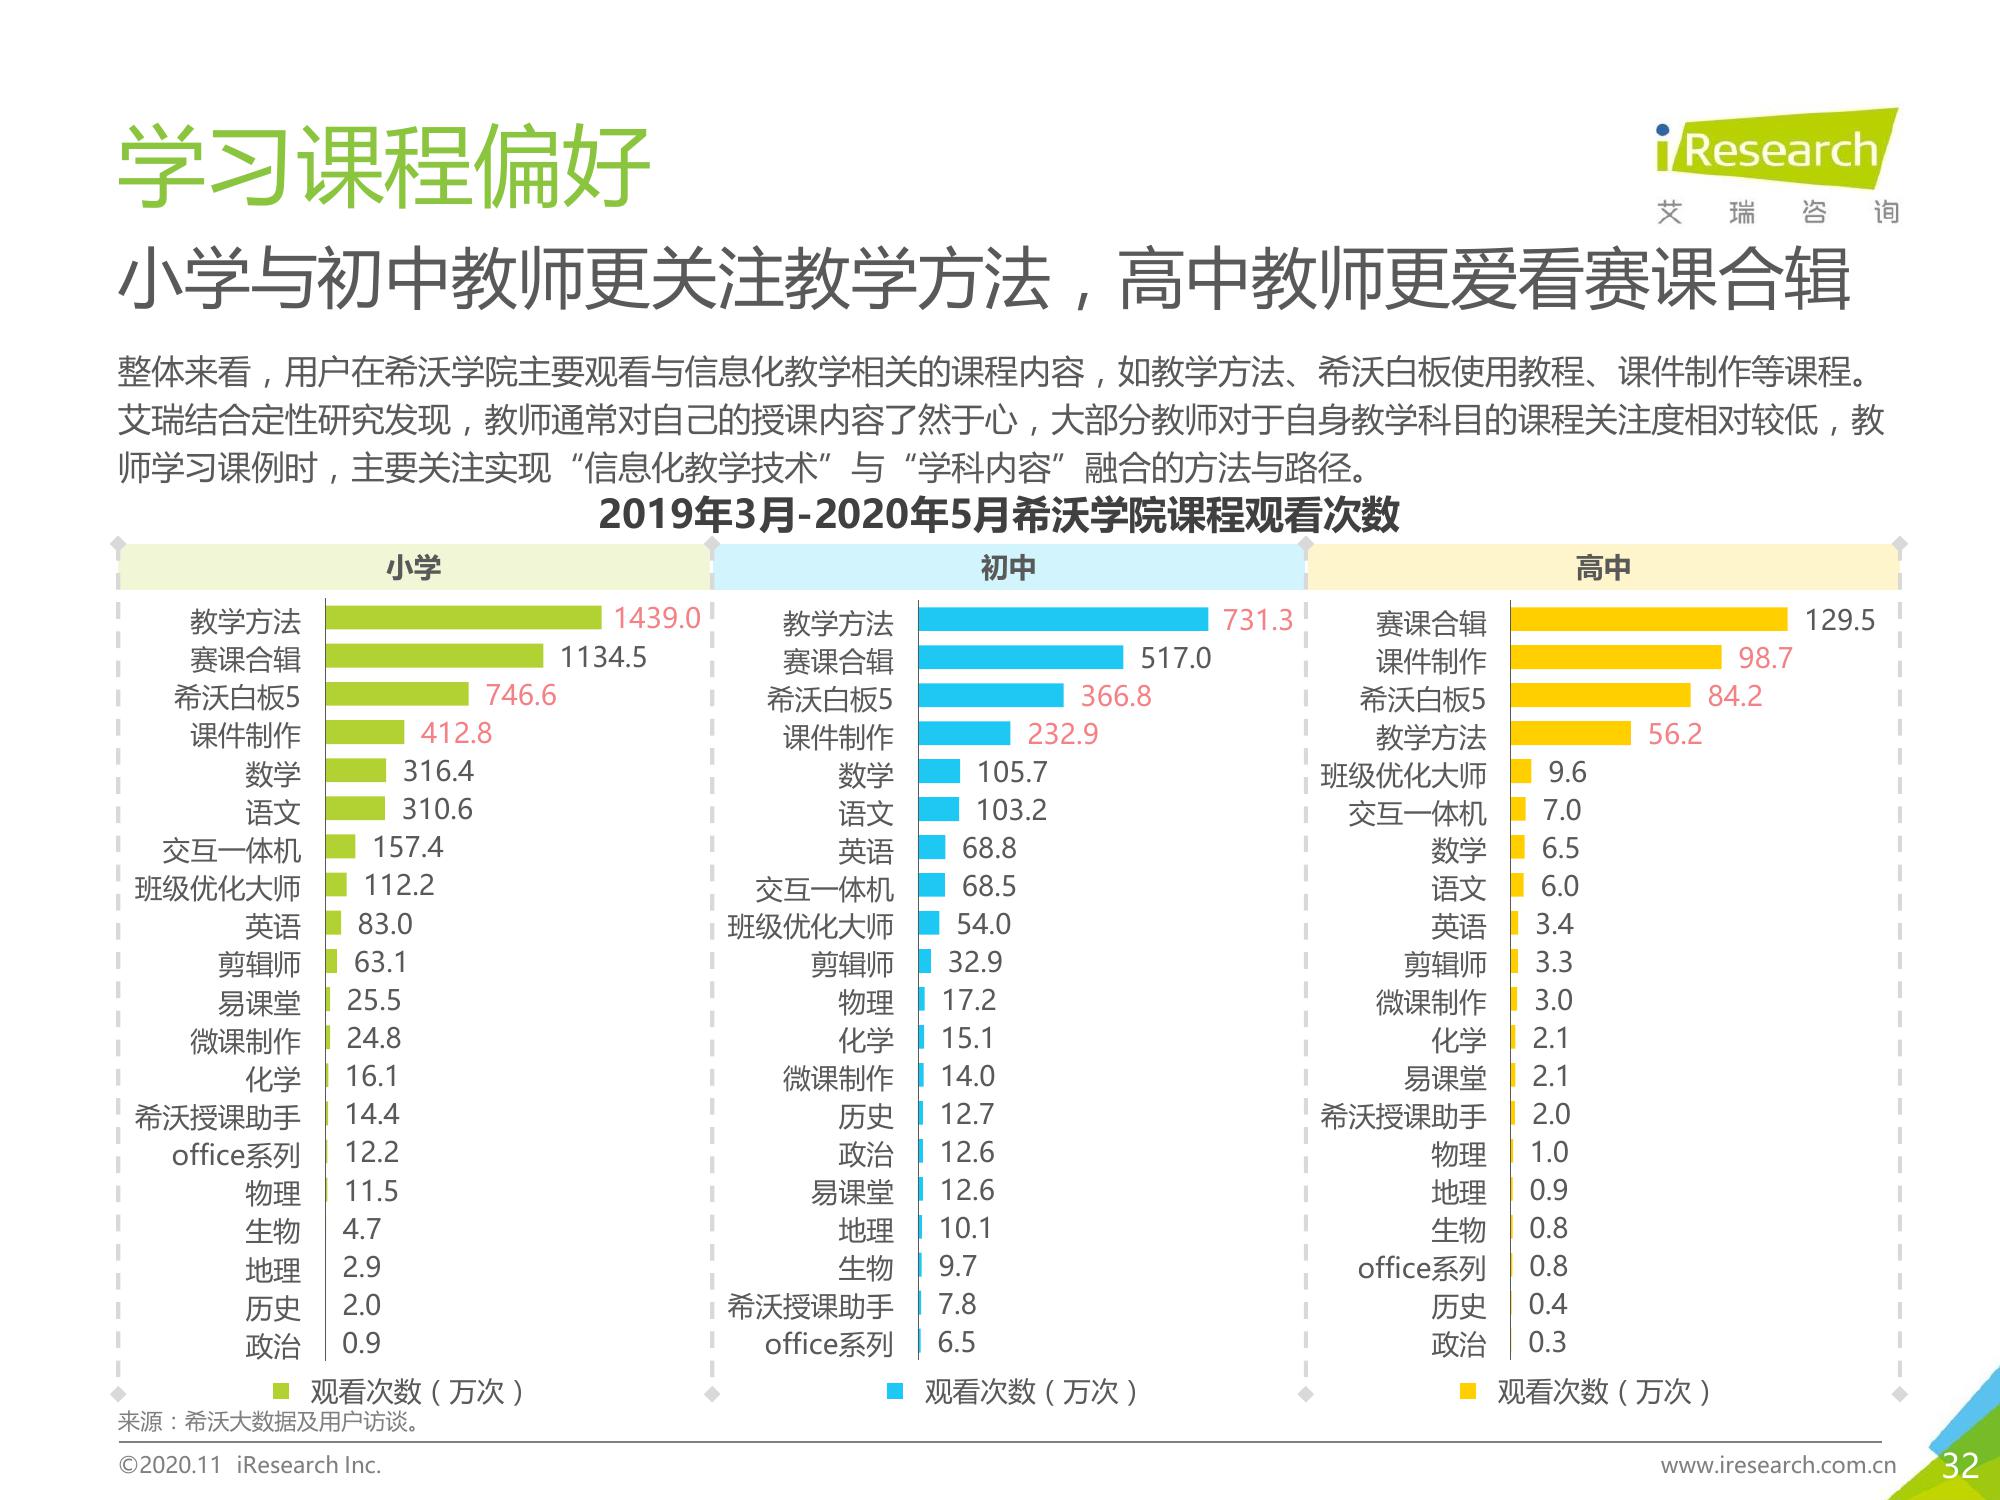 学习课程偏好
iResearch
艾瑞咨询
小学与初中教师更关注教学方法，高中教师更爱看赛课合辑
整体来看，用户在希沃学院主要观看与信息化教学相关的课程内容，如教学方法、希沃白板使用教程、课件制作等课程。
艾瑞结合定性研究发现，教师通常对自己的授课内容了然于心，大部分教师对于自身教学科目的课程关注度相对较低，教
师学习课例时，主要关注实现“信息化教学技术”与“学科内容”融合的方法与路径。
2019年3月-2020年5月希沃学院课程观看次数
小学
教学方法 1439.0
赛课合辑 1134.5
希沃白板5 746.6
课件制作 412.8
数学 316.4
语文 310.6
交互一体机 157.4
班级优化大师 112.2
英语 83.0
剪辑师 63.1
易课堂 25.5
微课制作 24.8
化学 16.1
希沃授课助手 14.4
office系列 12.2
物理 11.5
生物 4.7
地理 2.9
历史 2.0
政治 0.9
观看次数（万次）
初中
教学方法 731.3
赛课合辑 517.0
希沃白板5 366.8
课件制作 232.9
数学 105.7
语文 103.2
英语 68.8
交互一体机 68.5
班级优化大师 54.0
剪辑师 32.9
物理 17.2
化学 15.1
微课制作 14.0
历史 12.7
政治 12.6
易课堂 12.6
地理 10.1
生物 9.7
希沃授课助手 7.8
office系列 6.5
观看次数（万次）
高中
赛课合辑 129.5
课件制作 98.7
希沃白板5 84.2
教学方法 56.2
班级优化大师 9.6
交互一体机 7.0
数学 6.5
语文 6.0
英语 3.4
剪辑师 3.3
微课制作 3.0
化学 2.1
易课堂 2.1
希沃授课助手 2.0
物理 1.0
地理 0.9
生物 0.8
office系列 0.8
历史 0.4
政治 0.3
观看次数（万次）
来源：希沃大数据及用户访谈。
©2020.11 iResearch Inc.
www.iresearch.com.cn
32